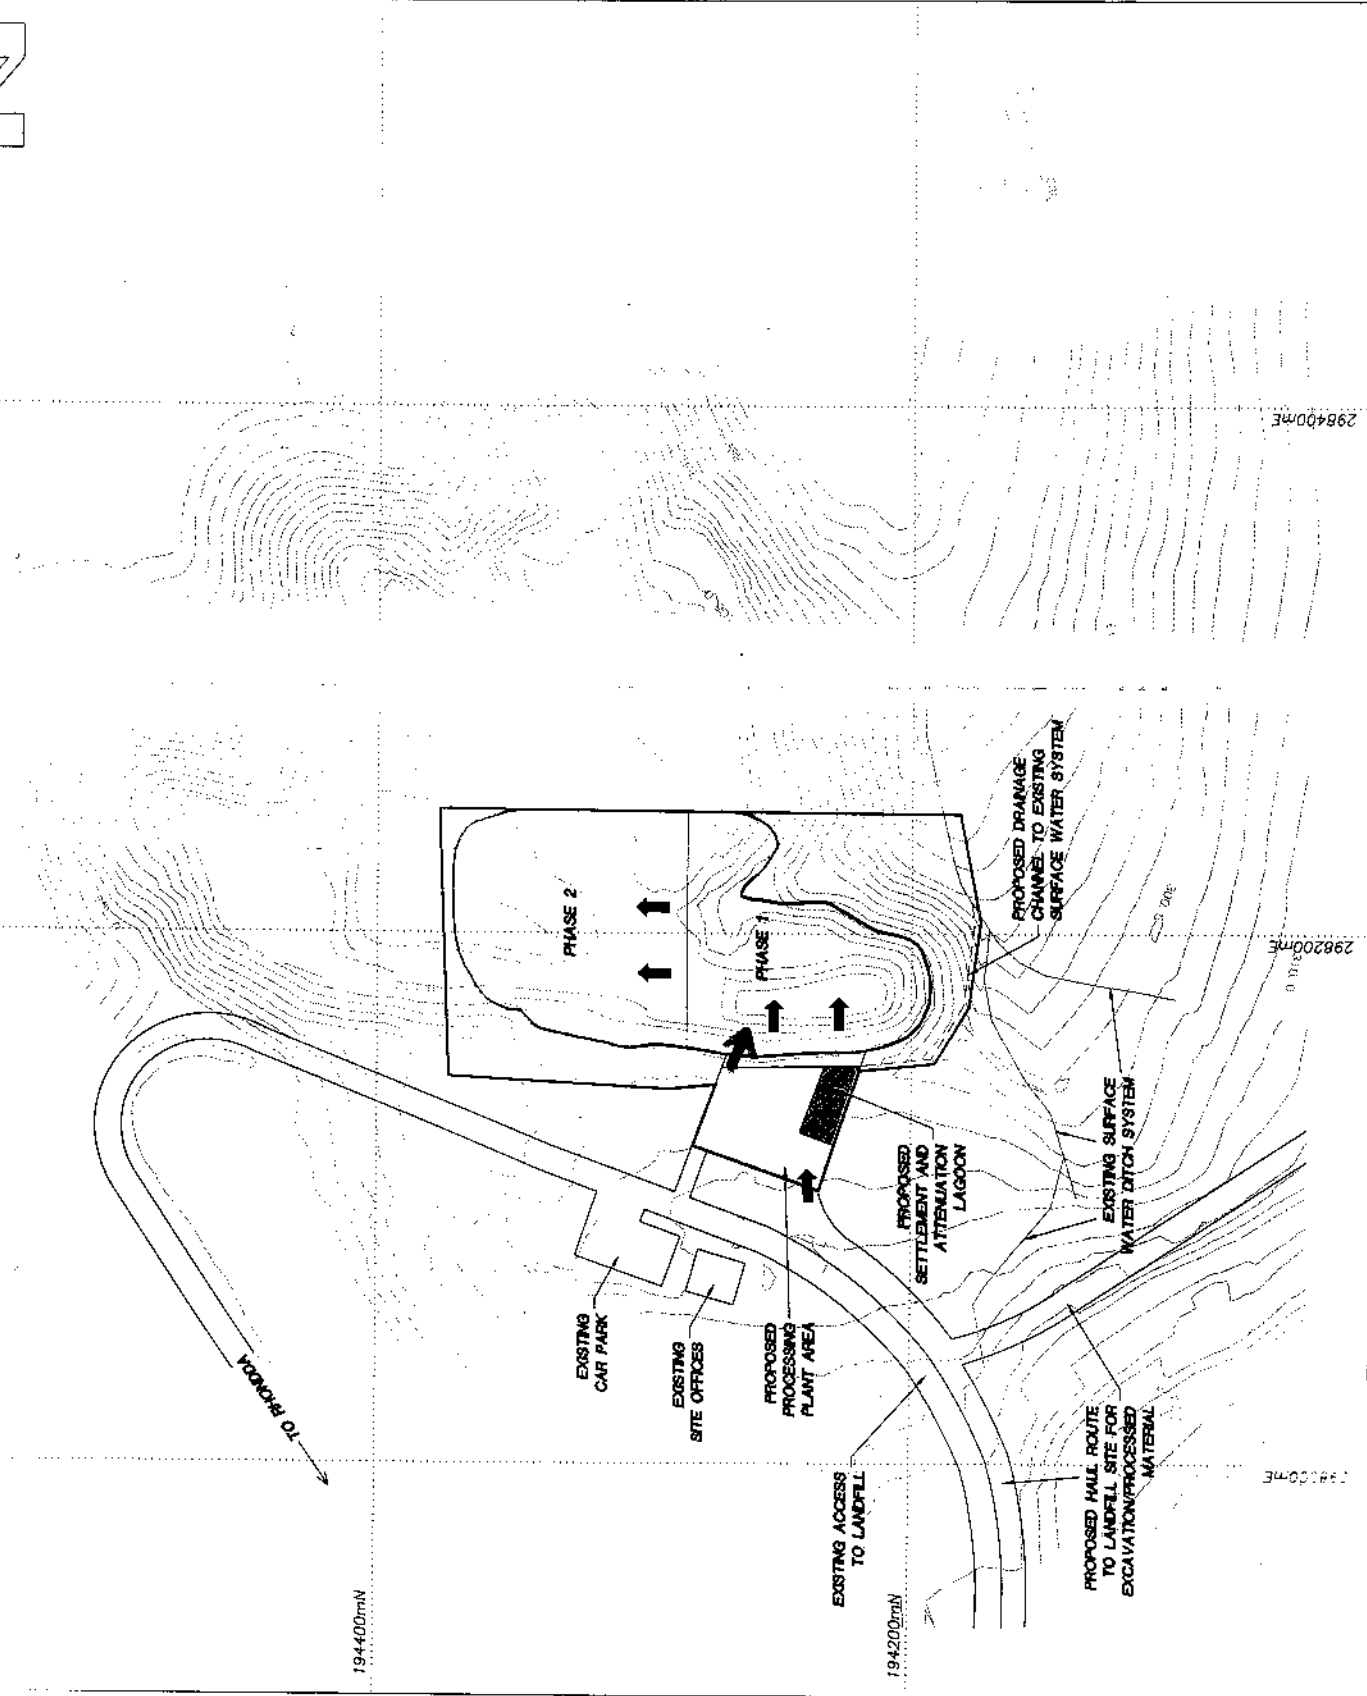 TO RHONDDA
194400mN
194200mN
298400mE
298200mE
PHASE 2
PHASE 1
EXISTING
CAR PARK
EXISTING
SITE OFFICES
PROPOSED
PROCESSING
PLANT AREA
EXISTING ACCESS
TO LANDFILL
PROPOSED
SETTLEMENT AND
ATTENUATION
LAGOON
PROPOSED DRAINAGE
CHANNEL TO EXISTING
SURFACE WATER SYSTEM
EXISTING SURFACE
WATER DITCH SYSTEM
PROPOSED HAUL ROUTE
TO LANDFILL SITE FOR
EXCAVATION/PROCESSED
MATERIAL